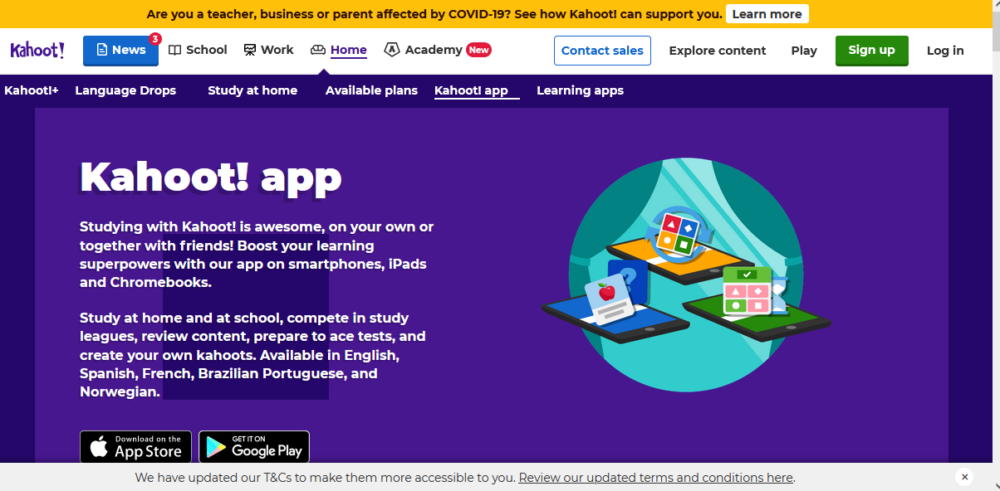 Are you a teacher, business or parent affected by COVID-19? See how Kahoot! can support you. Learn more
Kahoot! News 3 School Work Home Academy New Contact sales Explore content Play Sign up Log in
Kahoot!+ Language Drops Study at home Available plans Kahoot! app Learning apps
Kahoot! app
Studying with Kahoot! is awesome, on your own or
together with friends! Boost your learning
superpowers with our app on smartphones, iPads
and Chromebooks.
Study at home and at school, compete in study
leagues, review content, prepare to ace tests, and
create your own kahoots. Available in English,
Spanish, French, Brazilian Portuguese, and
Norwegian.
?
Download on the
App Store
GET IT ON
Google Play
We have updated our T&Cs to make them more accessible to you. Review our updated terms and conditions here.